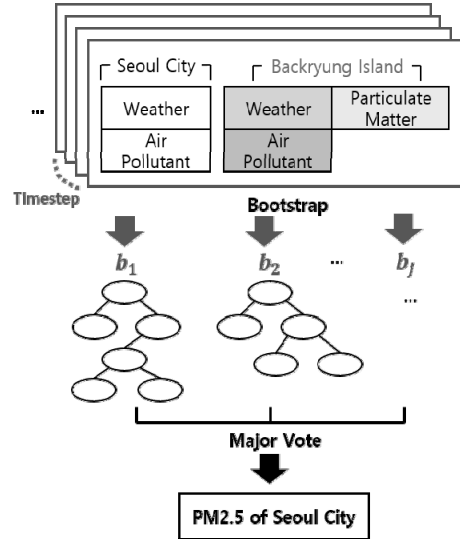 Seoul City
Backryung Island
Weather
Weather
Particulate
Matter
Air
Pollutant
Air
Pollutant
...
Timestep
Bootstrap
b1
b2
...
bJ
...
Major Vote
PM2.5 of Seoul City